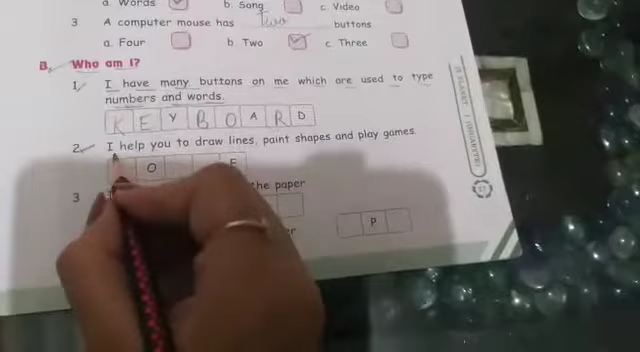 a. Words b. Song c. Video
3 A computer mouse has Two buttons
a. Four b Two c. Three
B. Who am I?
1. I have many buttons on me which are used to type
numbers and words.
K E Y B O A R D
2. I help you to draw lines, paint shapes and play games.
O E
3 the paper
P
37